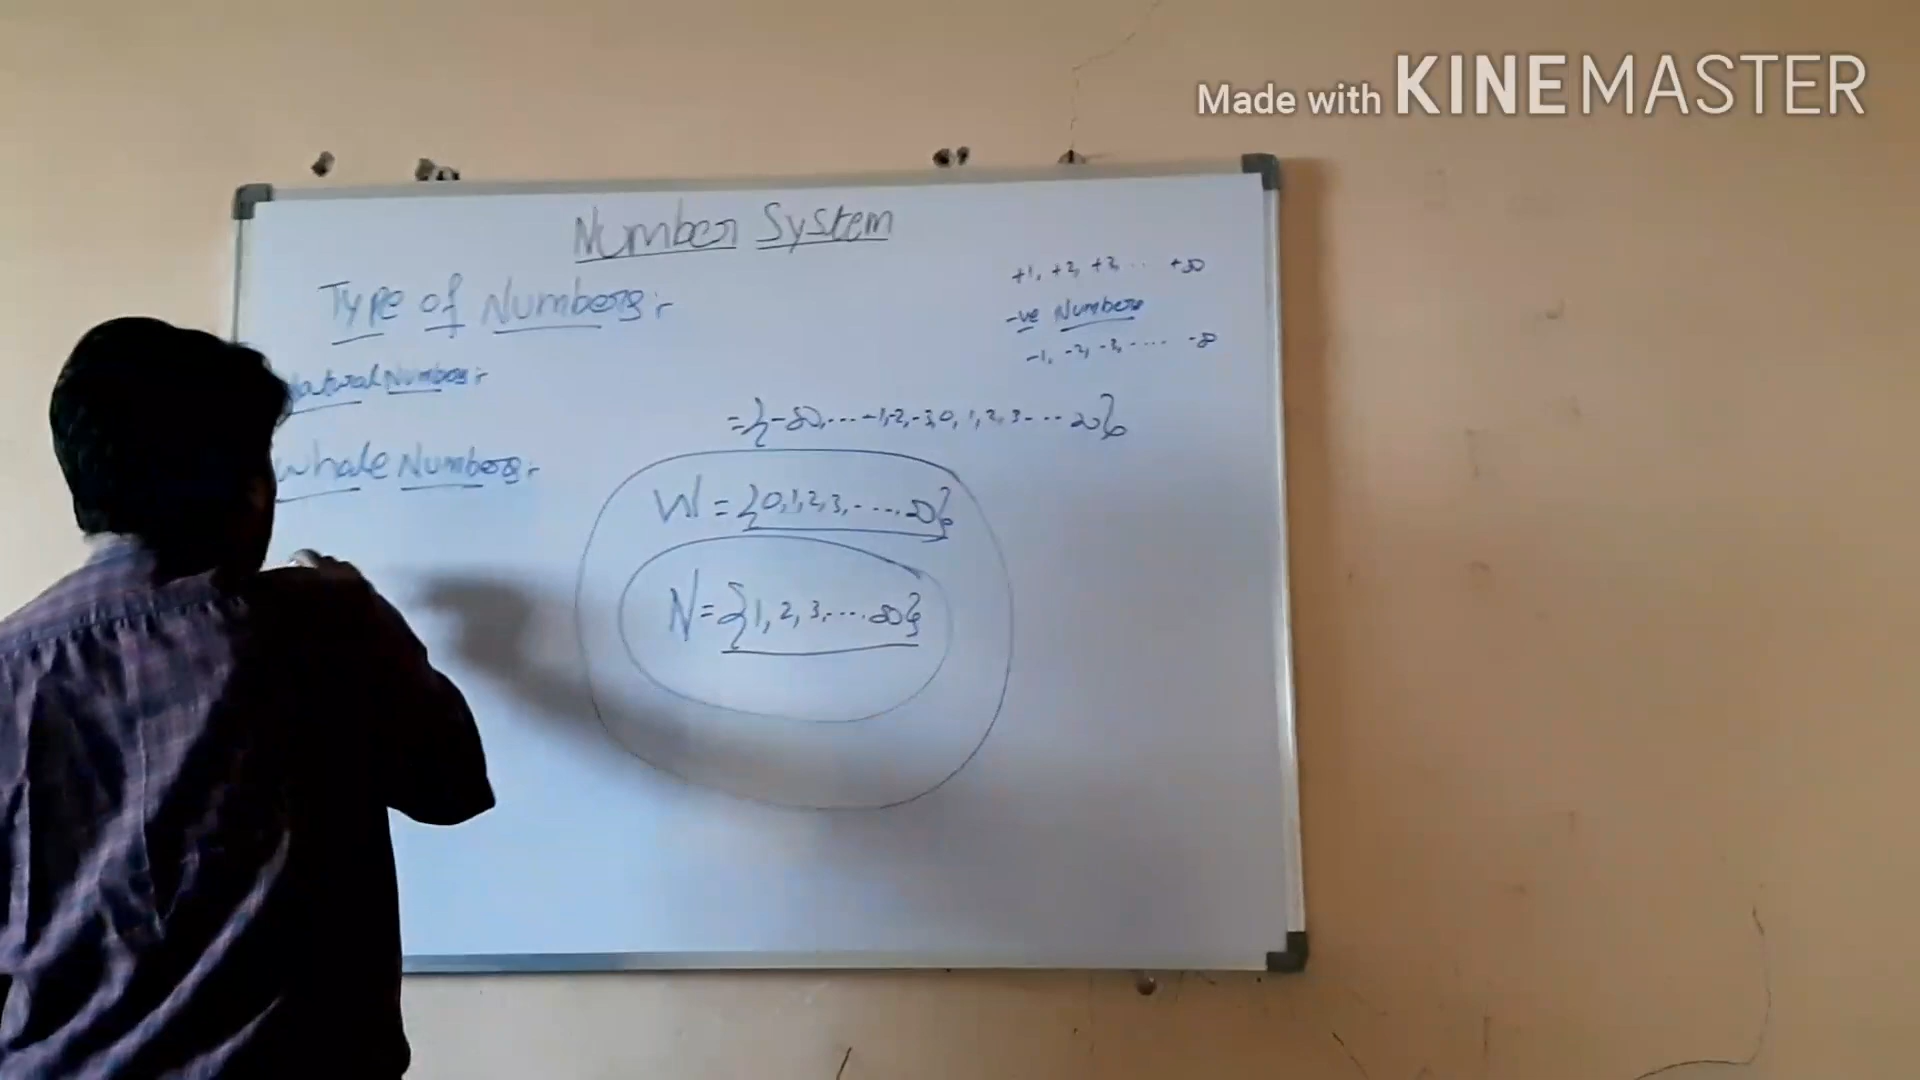 Made with KINEMASTER
Number System
Type of Numbers:-
+1, +2, +3, ... +∞
-ve Numbers
-1, -2, -3, .... -∞
Natural Numbers:-
={-∞, ... -1, -2, -3, 0, 1, 2, 3 .... ∞}
Whole Numbers:-
W = {0, 1, 2, 3, ..... ∞}
N = {1, 2, 3, .... ∞}